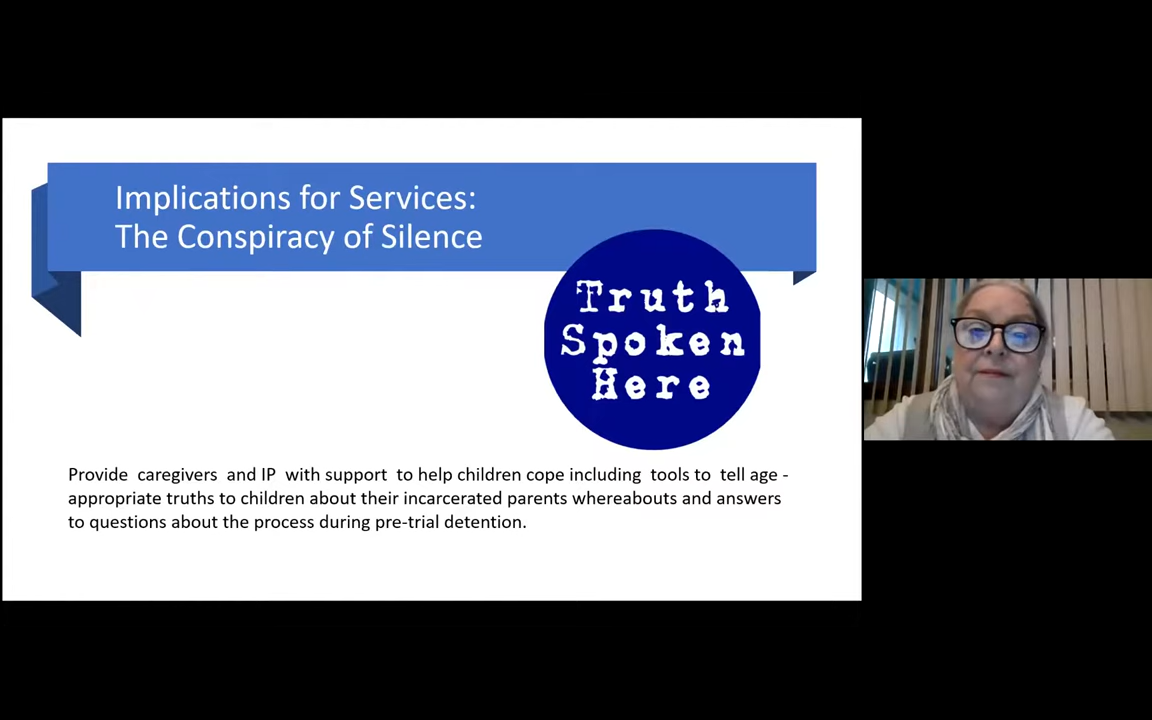 Implications for Services:
The Conspiracy of Silence
Truth
Spoken
Here
Provide caregivers and IP with support to help children cope including tools to tell age -
appropriate truths to children about their incarcerated parents whereabouts and answers
to questions about the process during pre-trial detention.